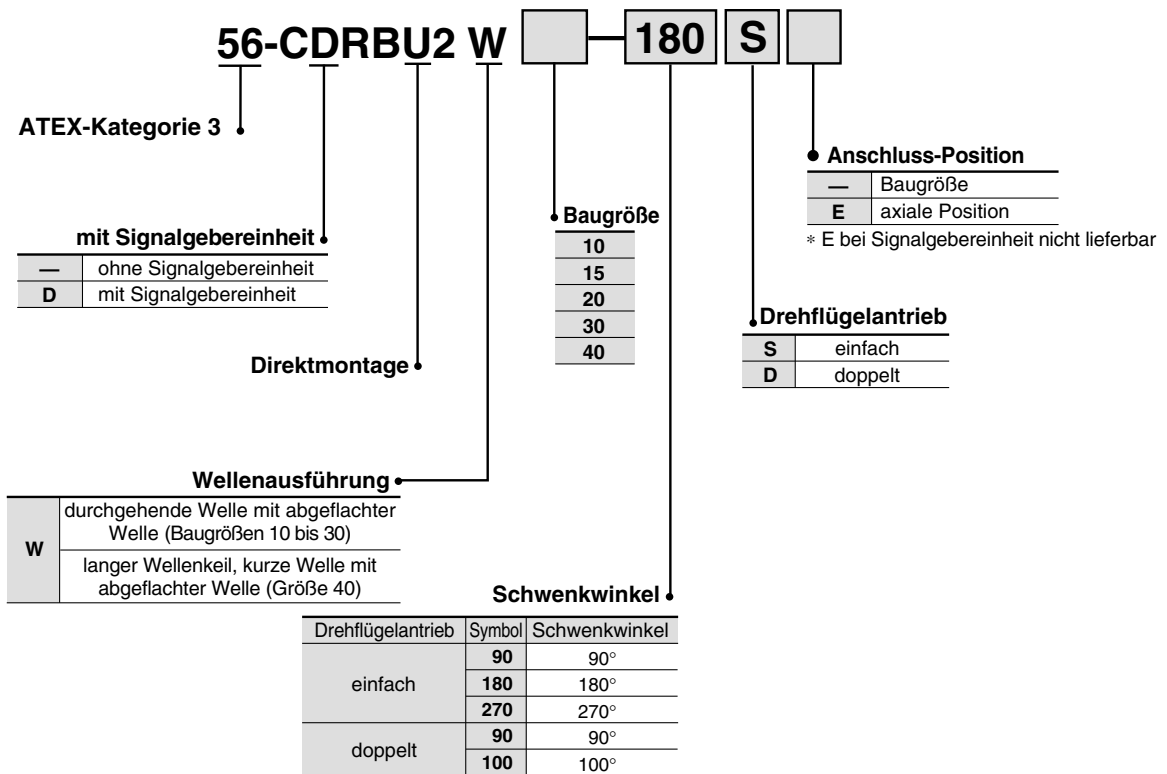 56-CDRBU2 W — 180 S
ATEX-Kategorie 3
Anschluss-Position
— Baugröße
E axiale Position
* E bei Signalgebereinheit nicht lieferbar
mit Signalgebereinheit
— ohne Signalgebereinheit
D mit Signalgebereinheit
Baugröße
10
15
20
30
40
Drehflügelantrieb
S einfach
D doppelt
Direktmontage
Wellenausführung
W
durchgehende Welle mit abgeflachter
Welle (Baugrößen 10 bis 30)
langer Wellenkeil, kurze Welle mit
abgeflachter Welle (Größe 40)
Schwenkwinkel
Drehflügelantrieb Symbol Schwenkwinkel
einfach
90 90°
180 180°
270 270°
doppelt
90 90°
100 100°